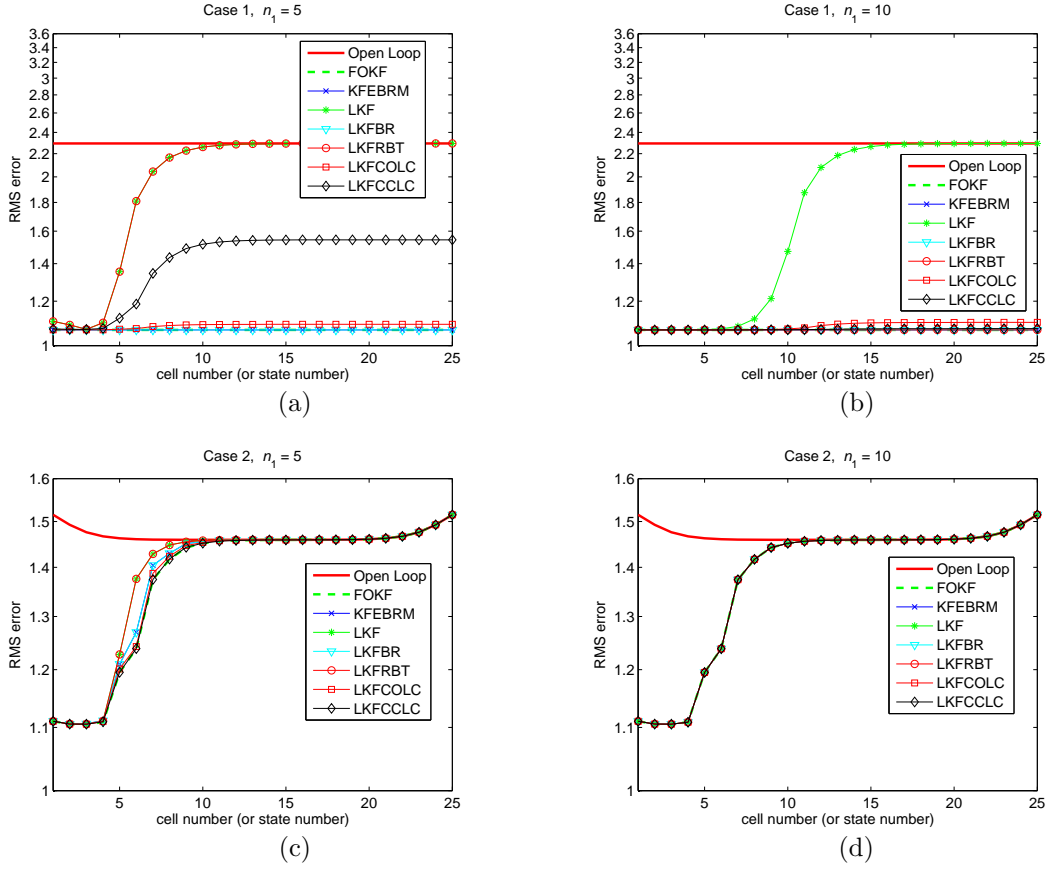 Case 1, n1 = 5
RMS error
3.6
3.4
3.2
3
2.8
2.6
2.4
2.2
2
1.8
1.6
1.4
1.2
1
Open Loop
FOKF
KFEBRM
LKF
LKFBR
LKFRBT
LKFCOLC
LKFCCLC
5 10 15 20 25
cell number (or state number)
(a)
Case 1, n1 = 10
RMS error
3.6
3.4
3.2
3
2.8
2.6
2.4
2.2
2
1.8
1.6
1.4
1.2
1
Open Loop
FOKF
KFEBRM
LKF
LKFBR
LKFRBT
LKFCOLC
LKFCCLC
5 10 15 20 25
cell number (or state number)
(b)
Case 2, n1 = 5
RMS error
1.6
1.5
1.4
1.3
1.2
1.1
1
Open Loop
FOKF
KFEBRM
LKF
LKFBR
LKFRBT
LKFCOLC
LKFCCLC
5 10 15 20 25
cell number (or state number)
(c)
Case 2, n1 = 10
RMS error
1.6
1.5
1.4
1.3
1.2
1.1
1
Open Loop
FOKF
KFEBRM
LKF
LKFBR
LKFRBT
LKFCOLC
LKFCCLC
5 10 15 20 25
cell number (or state number)
(d)